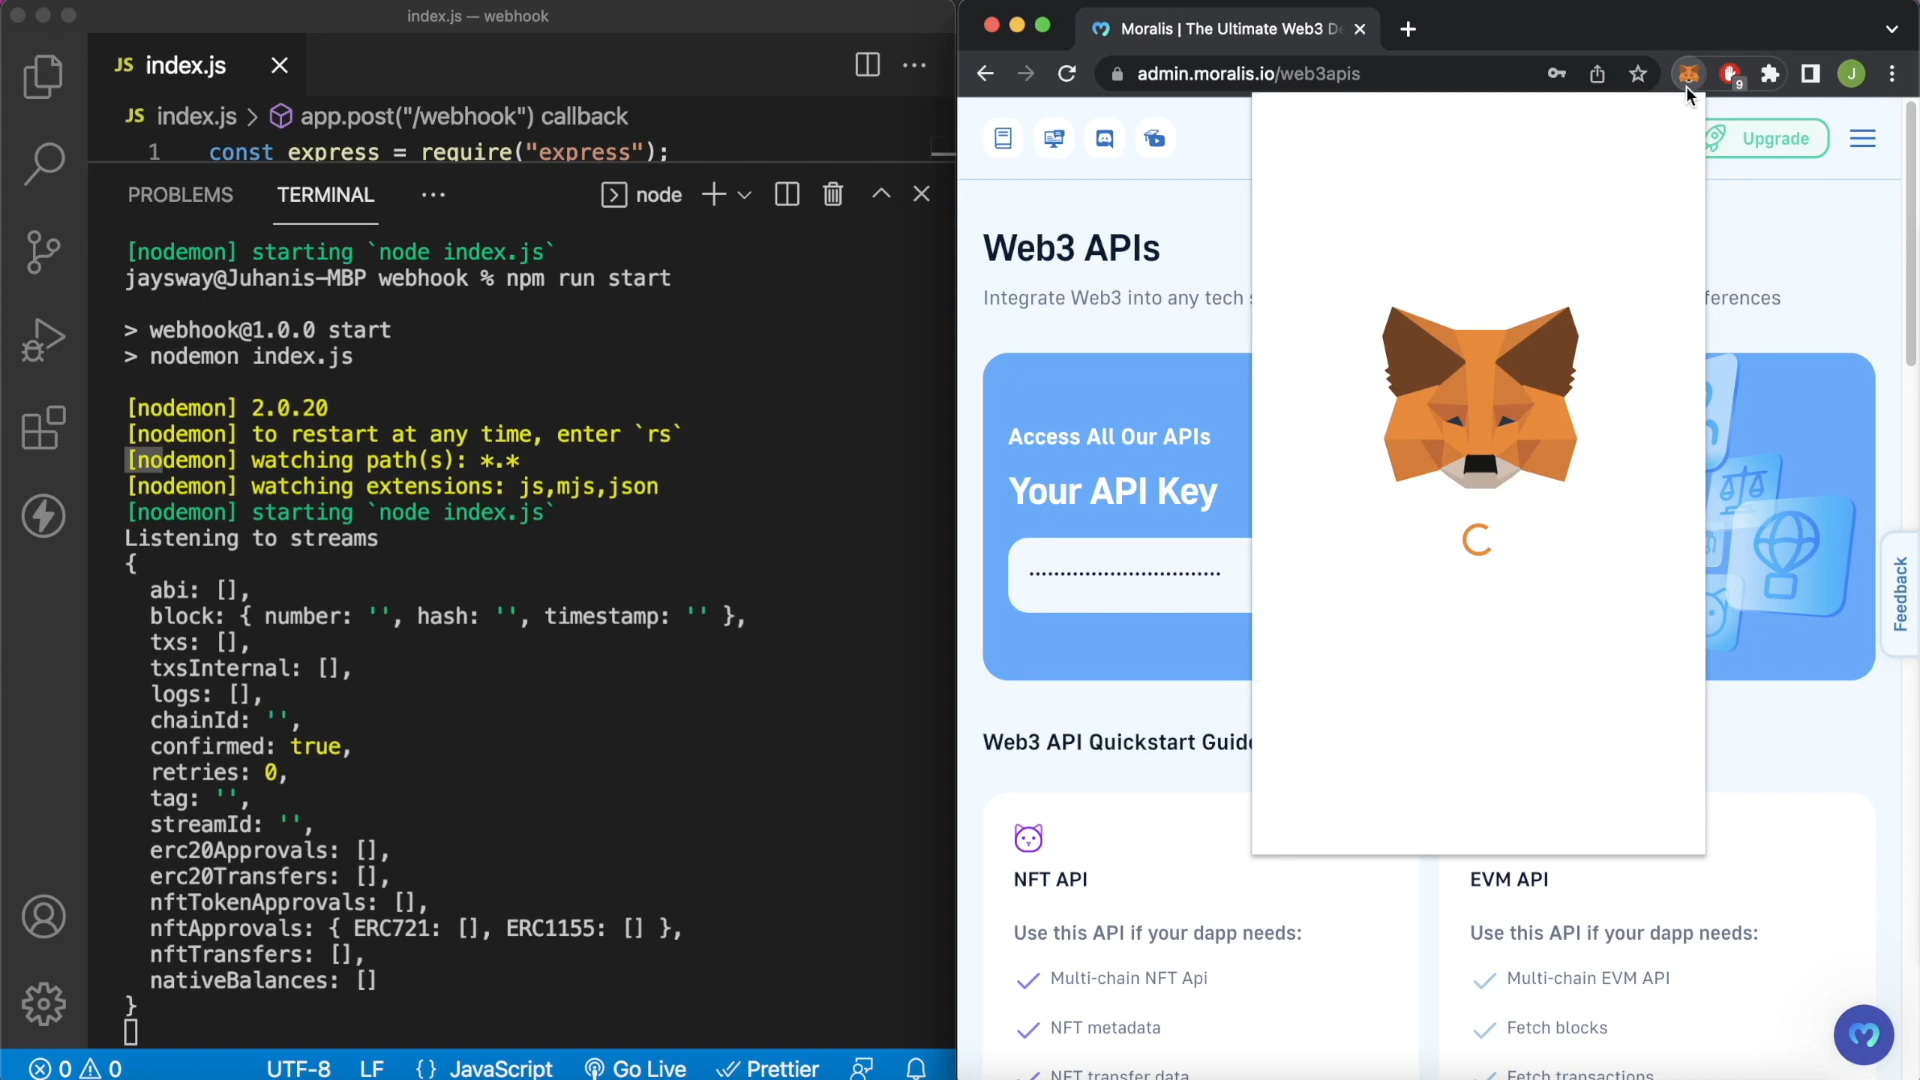 index.js — webhook
JS index.js
JS index.js > app.post("/webhook") callback
1 const express = require("express");
PROBLEMS TERMINAL ... node
[nodemon] starting `node index.js`
jaysway@Juhanis-MBP webhook % npm run start
> webhook@1.0.0 start
> nodemon index.js
[nodemon] 2.0.20
[nodemon] to restart at any time, enter `rs`
[nodemon] watching path(s): *.*
[nodemon] watching extensions: js,mjs,json
[nodemon] starting `node index.js`
Listening to streams
{
abi: [],
block: { number: '', hash: '', timestamp: '' },
txs: [],
txsInternal: [],
logs: [],
chainId: '',
confirmed: true,
retries: 0,
tag: '',
streamId: '',
erc20Approvals: [],
erc20Transfers: [],
nftTokenApprovals: [],
nftApprovals: { ERC721: [], ERC1155: [] },
nftTransfers: [],
nativeBalances: []
}
0 0 UTF-8 LF {} JavaScript Go Live Prettier
Moralis | The Ultimate Web3 De
admin.moralis.io/web3apis
9
J
Upgrade
Web3 APIs
Integrate Web3 into any tech
ferences
Access All Our APIs
Your API Key
•••••••••••••••••••••••••••••••
Feedback
Web3 API Quickstart Guide
NFT API
Use this API if your dapp needs:
Multi-chain NFT Api
NFT metadata
NFT transfer data
EVM API
Use this API if your dapp needs:
Multi-chain EVM API
Fetch blocks
Fetch transactions